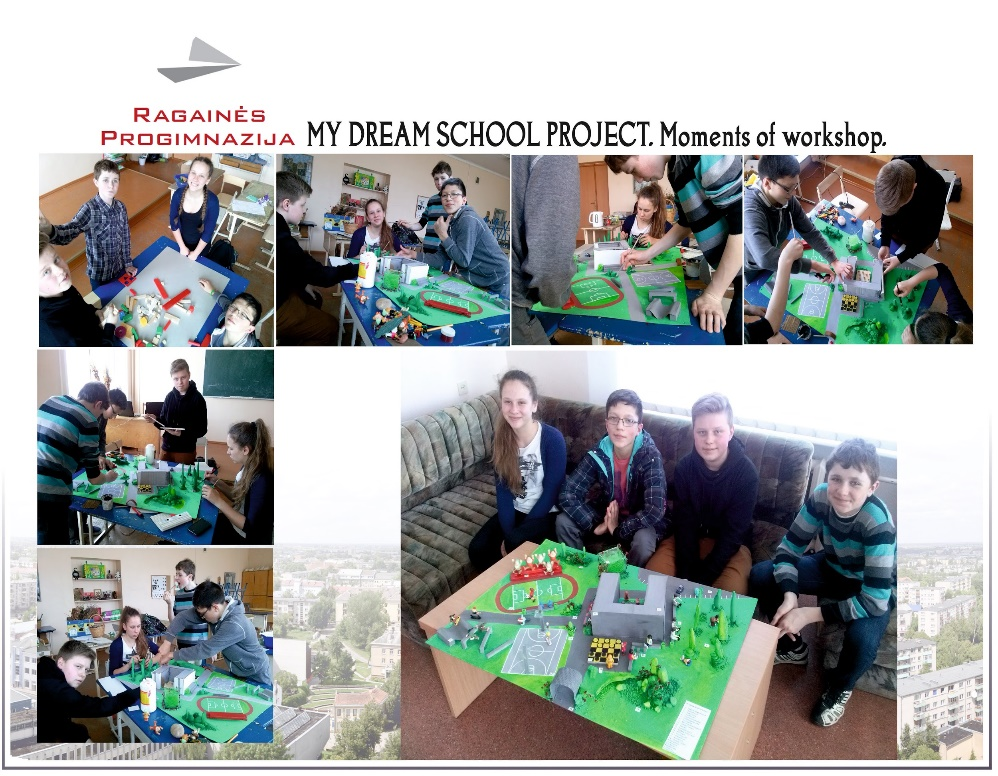 RAGAINĖS
PROGIMNAZIJA
MY DREAM SCHOOL PROJECT. Moments of workshop.